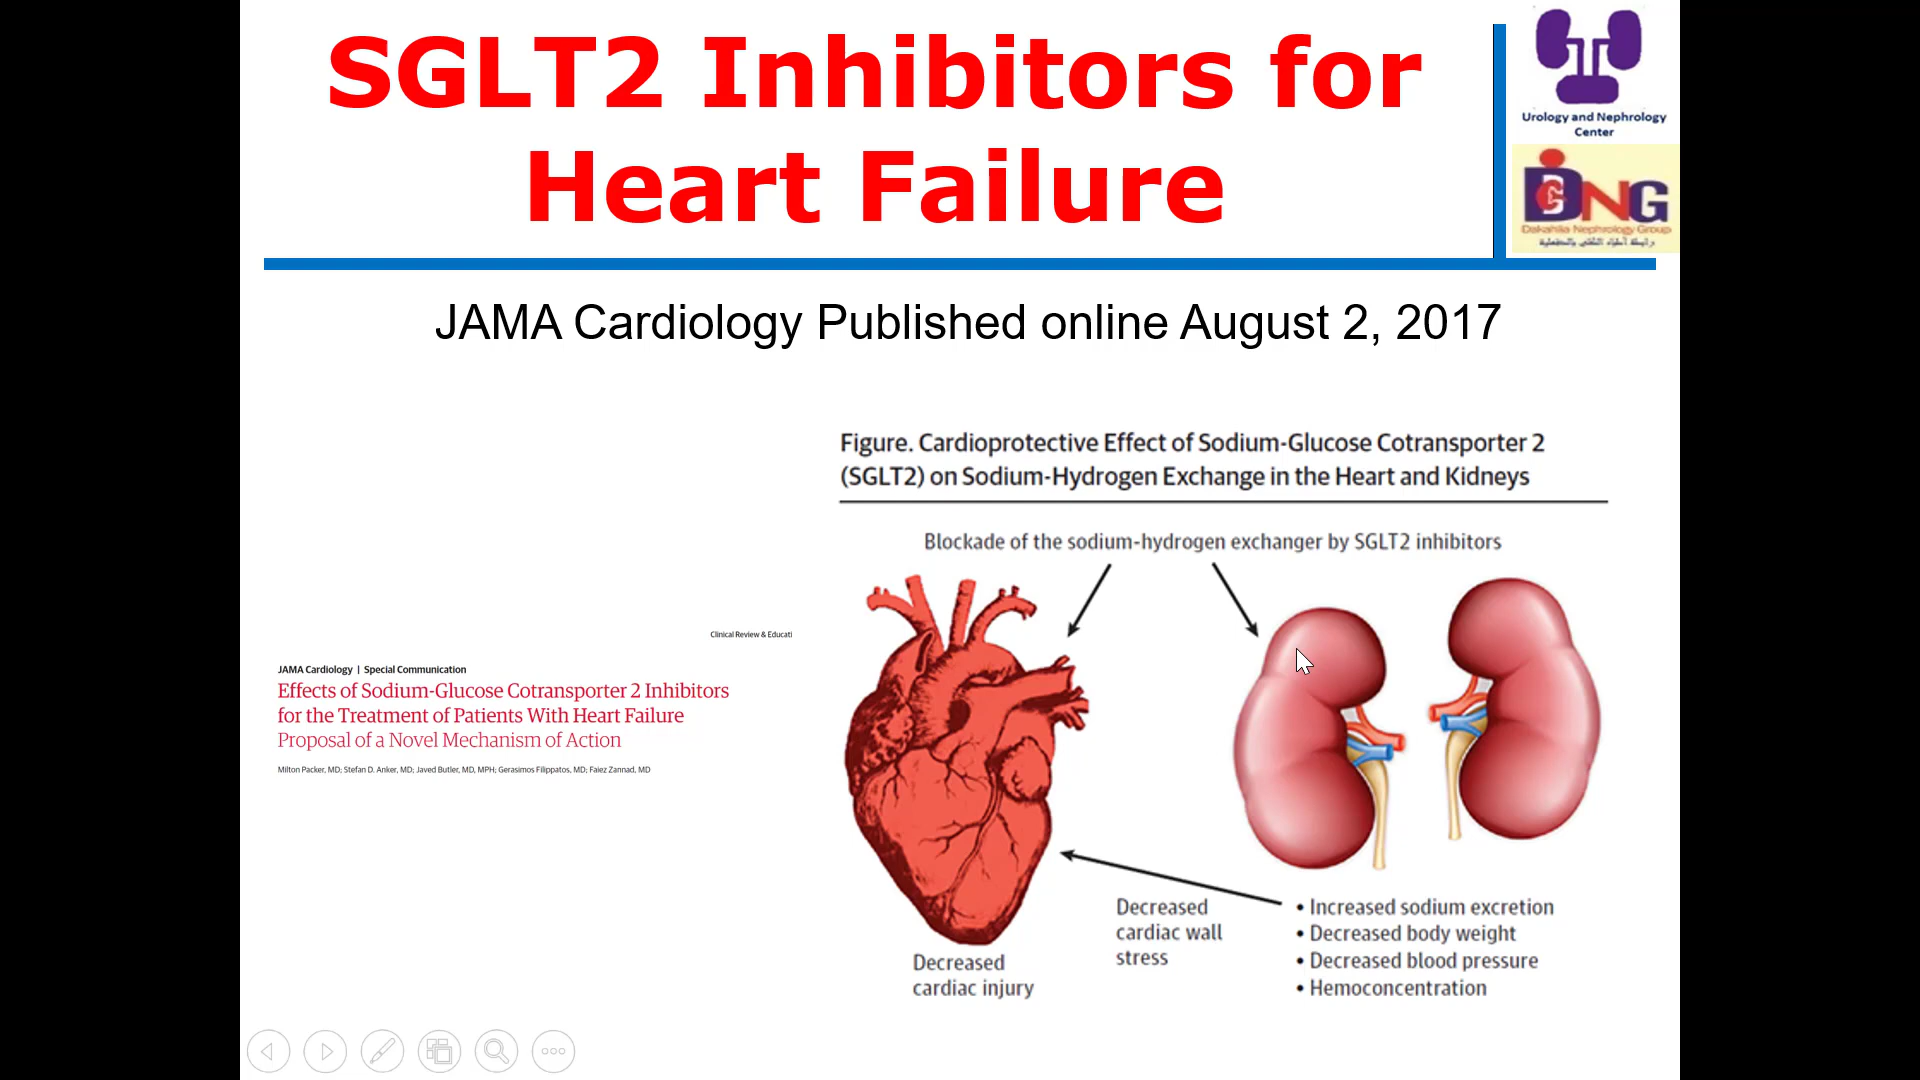 SGLT2 Inhibitors for
Heart Failure
Urology and Nephrology
Center
DNG
Dakahlia Nephrology Group
JAMA Cardiology Published online August 2, 2017
Clinical Review & Educati
JAMA Cardiology | Special Communication
Effects of Sodium-Glucose Cotransporter 2 Inhibitors
for the Treatment of Patients With Heart Failure
Proposal of a Novel Mechanism of Action
Milton Packer, MD; Stefan D. Anker, MD; Javed Butler, MD, MPH; Gerasimos Filippatos, MD; Faiez Zannad, MD
Figure. Cardioprotective Effect of Sodium-Glucose Cotransporter 2
(SGLT2) on Sodium-Hydrogen Exchange in the Heart and Kidneys
Blockade of the sodium-hydrogen exchanger by SGLT2 inhibitors
Decreased
cardiac injury
Decreased
cardiac wall
stress
• Increased sodium excretion
• Decreased body weight
• Decreased blood pressure
• Hemoconcentration